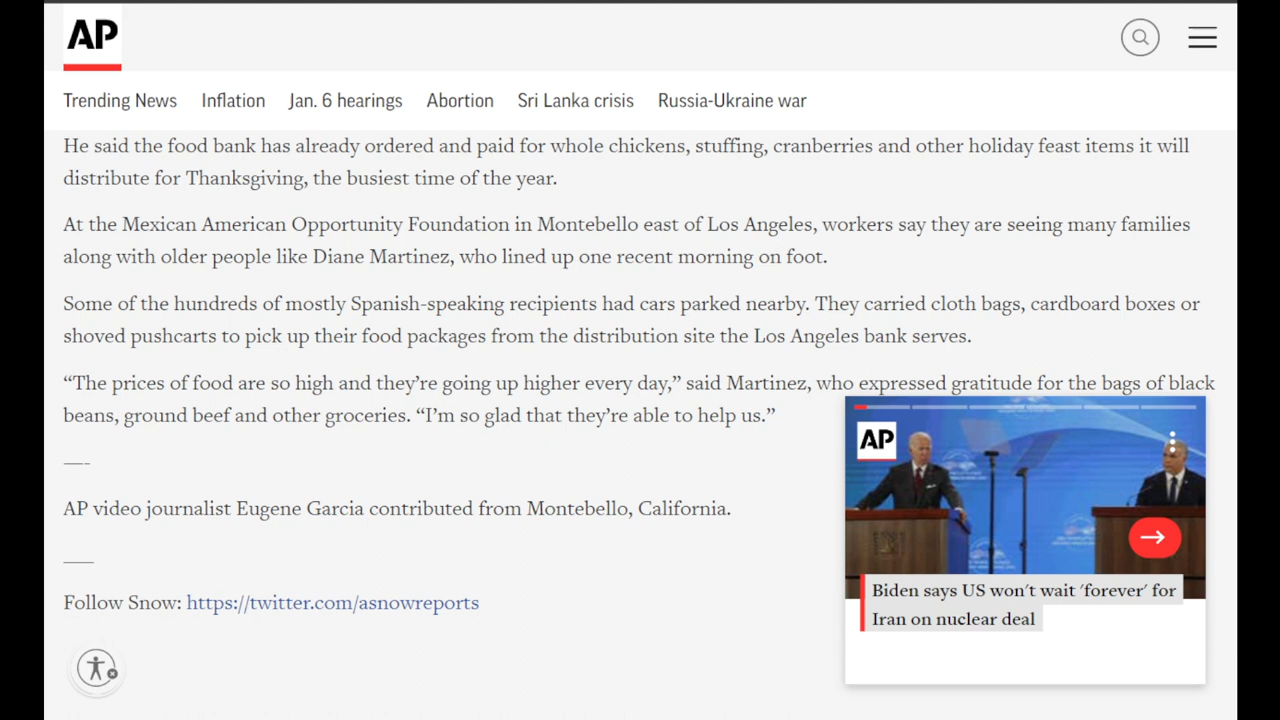 AP
Trending News Inflation Jan. 6 hearings Abortion Sri Lanka crisis Russia-Ukraine war
He said the food bank has already ordered and paid for whole chickens, stuffing, cranberries and other holiday feast items it will
distribute for Thanksgiving, the busiest time of the year.
At the Mexican American Opportunity Foundation in Montebello east of Los Angeles, workers say they are seeing many families
along with older people like Diane Martinez, who lined up one recent morning on foot.
Some of the hundreds of mostly Spanish-speaking recipients had cars parked nearby. They carried cloth bags, cardboard boxes or
shoved pushcarts to pick up their food packages from the distribution site the Los Angeles bank serves.
“The prices of food are so high and they’re going up higher every day,” said Martinez, who expressed gratitude for the bags of black
beans, ground beef and other groceries. “I’m so glad that they’re able to help us.”
—-
AP video journalist Eugene Garcia contributed from Montebello, California.
——
Follow Snow: https://twitter.com/asnowreports
AP
Biden says US won't wait 'forever' for
Iran on nuclear deal